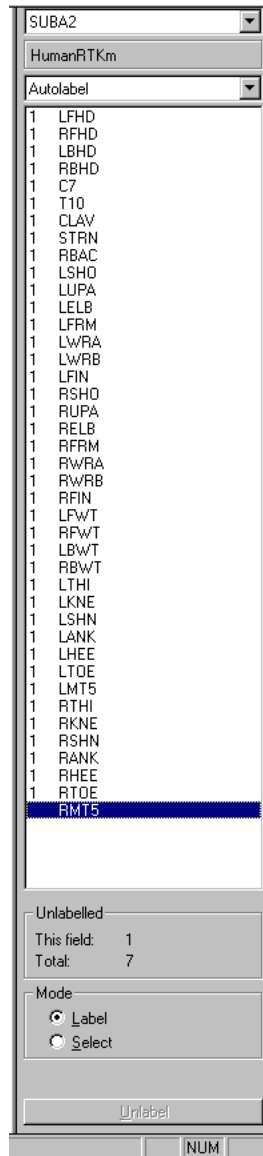 SUBA2
HumanRTKm
Autolabel
1 LFHD
1 RFHD
1 LBHD
1 RBHD
1 C7
1 T10
1 CLAV
1 STRN
1 RBAC
1 LSHO
1 LUPA
1 LELB
1 LFRM
1 LWRA
1 LWRB
1 LFIN
1 RSHO
1 RUPA
1 RELB
1 RFRM
1 RWRA
1 RWRB
1 RFIN
1 LFWT
1 RFWT
1 LBWT
1 RBWT
1 LTHI
1 LKNE
1 LSHN
1 LANK
1 LHEE
1 LTOE
1 LMT5
1 RTHI
1 RKNE
1 RSHN
1 RANK
1 RHEE
1 RTOE
RMT5
Unlabelled
This field: 1
Total: 7
Mode
Label
Select
Unlabel
NUM